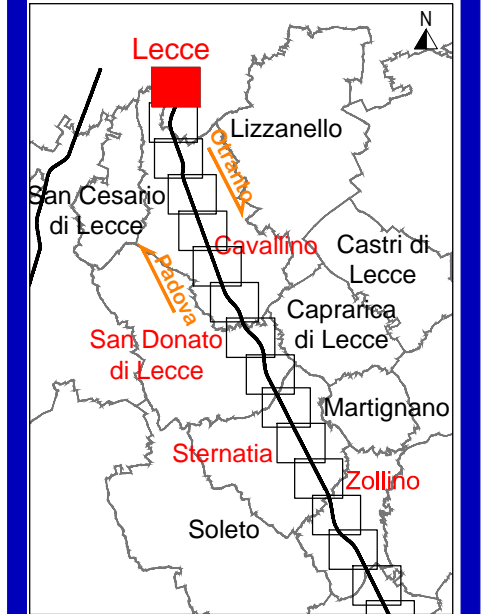 N
Lecce
Lizzanello
Otranto
San Cesario
di Lecce
Cavallino
Castri di
Lecce
Padova
Caprarica
di Lecce
San Donato
di Lecce
Martignano
Sternatia
Zollino
Soleto